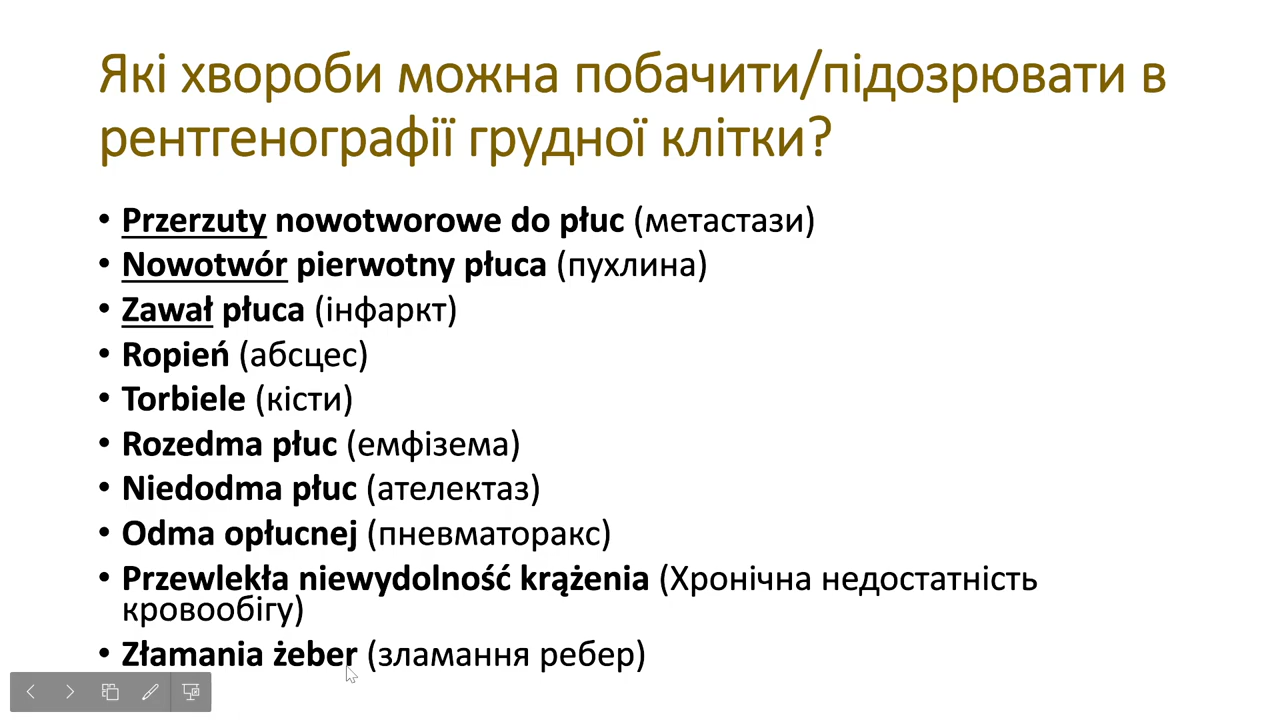 Які хвороби можна побачити/підозрювати в
рентгенографії грудної клітки?
• Przerzuty nowotworowe do płuc (метастази)
• Nowotwór pierwotny płuca (пухлина)
• Zawał płuca (інфаркт)
• Ropień (абсцес)
• Torbiele (кісти)
• Rozedma płuc (емфізема)
• Niedodma płuc (ателектаз)
• Odma opłucnej (пневматоракс)
• Przewlekła niewydolność krążenia (Хронічна недостатність
кровообігу)
• Złamania żeber (зламання ребер)